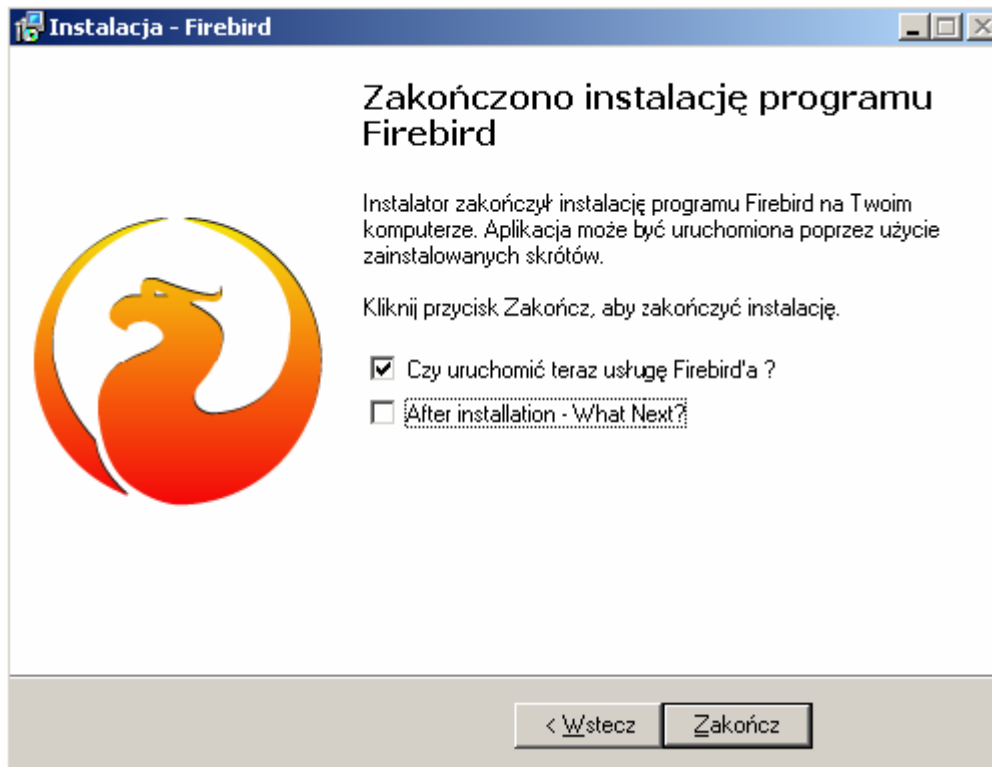 Instalacja - Firebird
Zakończono instalację programu
Firebird
Instalator zakończył instalację programu Firebird na Twoim
komputerze. Aplikacja może być uruchomiona poprzez użycie
zainstalowanych skrótów.
Kliknij przycisk Zakończ, aby zakończyć instalację.
Czy uruchomić teraz usługę Firebird'a ?
After installation - What Next?
< Wstecz
Zakończ